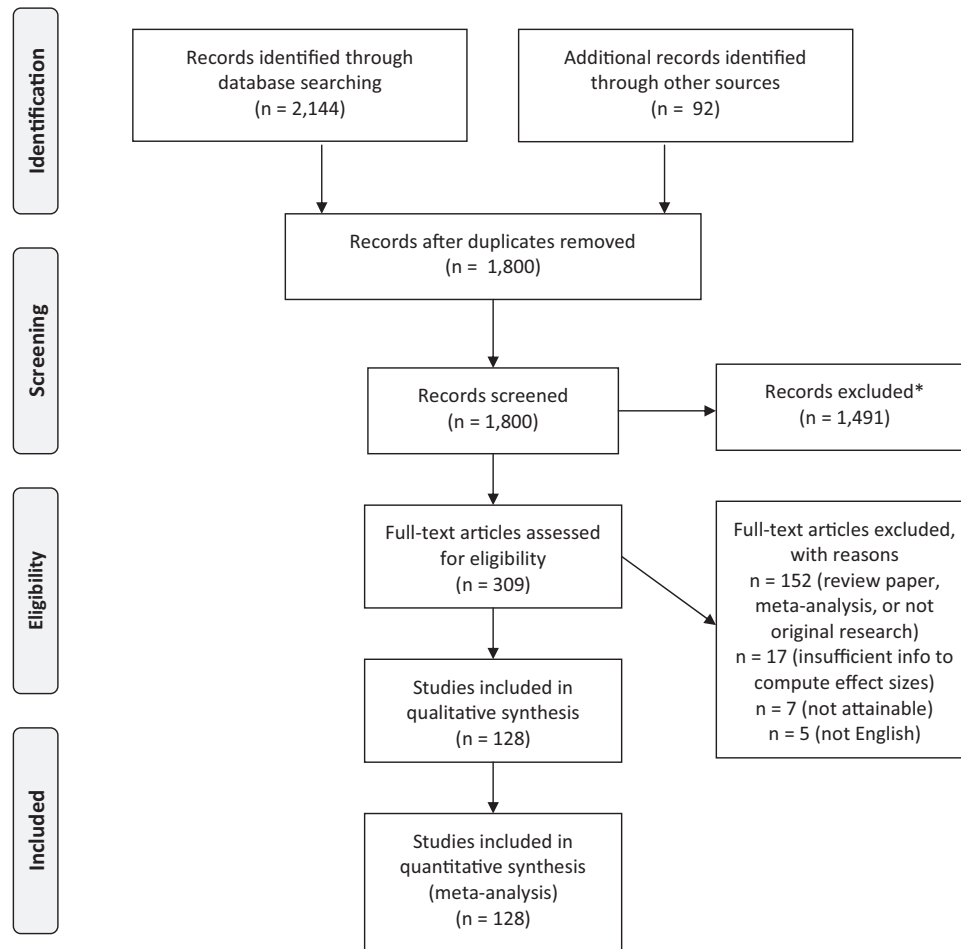 Identification
Records identified through
database searching
(n = 2,144)
Additional records identified
through other sources
(n = 92)
Records after duplicates removed
(n = 1,800)
Screening
Records screened
(n = 1,800)
Records excluded*
(n = 1,491)
Eligibility
Full-text articles assessed
for eligibility
(n = 309)
Full-text articles excluded,
with reasons
n = 152 (review paper,
meta-analysis, or not
original research)
n = 17 (insufficient info to
compute effect sizes)
n = 7 (not attainable)
n = 5 (not English)
Studies included in
qualitative synthesis
(n = 128)
Included
Studies included in
quantitative synthesis
(meta-analysis)
(n = 128)